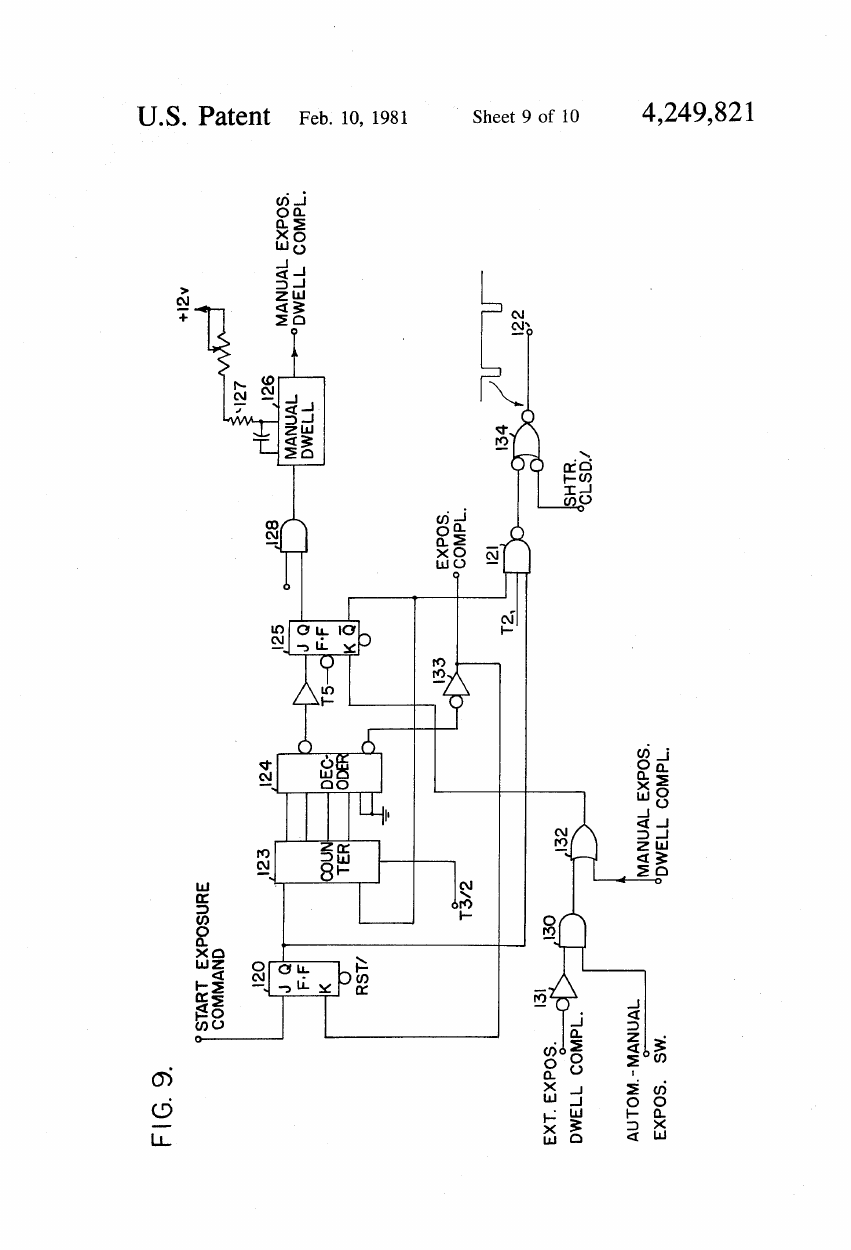 U.S. Patent Feb. 10, 1981 Sheet 9 of 10 4,249,821
FIG. 9.
START EXPOSURE
COMMAND
120
J Q
F·F
K
RST/
123
COUN
TER
T3/2
124
DEC-
ODER
125
J Q
F·F
K Q̅
T5
128
+12v
127
126
MANUAL
DWELL
MANUAL EXPOS.
DWELL COMPL.
133
EXPOS.
COMPL.
121
T2
134
SHTR.
CLSD./
122
EXT. EXPOS.
DWELL COMPL.
131
130
AUTOM.-MANUAL
EXPOS. SW.
132
MANUAL EXPOS.
DWELL COMPL.